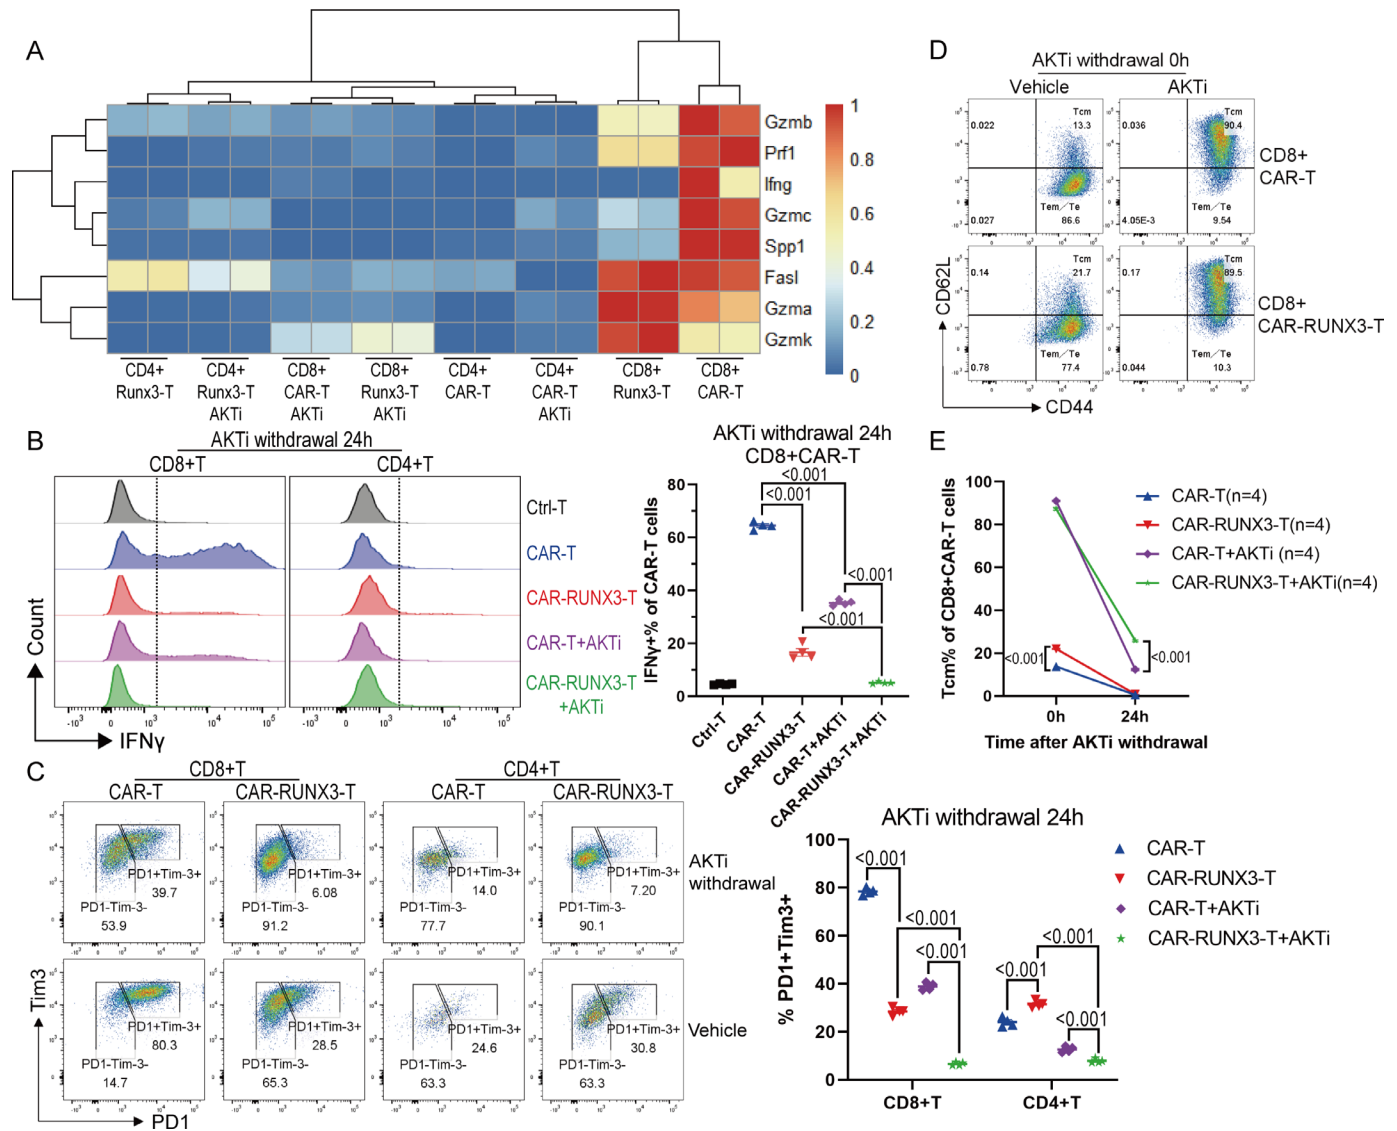 A
Gzmb
Prf1
Ifng
Gzmc
Spp1
Fasl
Gzma
Gzmk
1
0.8
0.6
0.4
0.2
0
CD4+
Runx3-T
CD4+
Runx3-T
AKTi
CD8+
CAR-T
AKTi
CD8+
Runx3-T
AKTi
CD4+
CAR-T
CD4+
CAR-T
AKTi
CD8+
Runx3-T
CD8+
CAR-T
D
AKTi withdrawal 0h
Vehicle
AKTi
0.022
Tcm
13.3
0.027
Tem/Te
86.6
0.036
Tcm
90.4
4.05E-3
Tem/Te
9.54
CD8+
CAR-T
0.14
Tcm
21.7
0.78
Tem/Te
77.4
0.17
Tcm
89.5
0.044
Tem/Te
10.3
CD8+
CAR-RUNX3-T
CD62L
CD44
B
AKTi withdrawal 24h
CD8+T
CD4+T
Ctrl-T
CAR-T
CAR-RUNX3-T
CAR-T+AKTi
CAR-RUNX3-T
+AKTi
Count
IFNγ
-10³ 0 10³ 10⁴ 10⁵
-10³ 0 10³ 10⁴ 10⁵
AKTi withdrawal 24h
CD8+CAR-T
<0.001
<0.001
<0.001
<0.001
IFNγ+% of CAR-T cells
80
60
40
20
0
Ctrl-T
CAR-T
CAR-RUNX3-T
CAR-T+AKTi
CAR-RUNX3-T+AKTi
E
Tcm% of CD8+CAR-T cells
100
80
60
40
20
0
<0.001
<0.001
0h
24h
Time after AKTi withdrawal
CAR-T(n=4)
CAR-RUNX3-T(n=4)
CAR-T+AKTi (n=4)
CAR-RUNX3-T+AKTi(n=4)
C
CD8+T
CD4+T
CAR-T
CAR-RUNX3-T
CAR-T
CAR-RUNX3-T
PD1+Tim-3+
39.7
PD1-Tim-3-
53.9
PD1+Tim-3+
6.08
PD1-Tim-3-
91.2
PD1+Tim-3+
14.0
PD1-Tim-3-
77.7
PD1+Tim-3+
7.20
PD1-Tim-3-
90.1
AKTi
withdrawal
PD1+Tim-3+
80.3
PD1-Tim-3-
14.7
PD1+Tim-3+
28.5
PD1-Tim-3-
65.3
PD1+Tim-3+
24.6
PD1-Tim-3-
63.3
PD1+Tim-3+
30.8
PD1-Tim-3-
63.3
Vehicle
Tim3
PD1
AKTi withdrawal 24h
% PD1+Tim3+
100
80
60
40
20
0
<0.001
<0.001
<0.001
<0.001
<0.001
<0.001
CD8+T
CD4+T
CAR-T
CAR-RUNX3-T
CAR-T+AKTi
CAR-RUNX3-T+AKTi